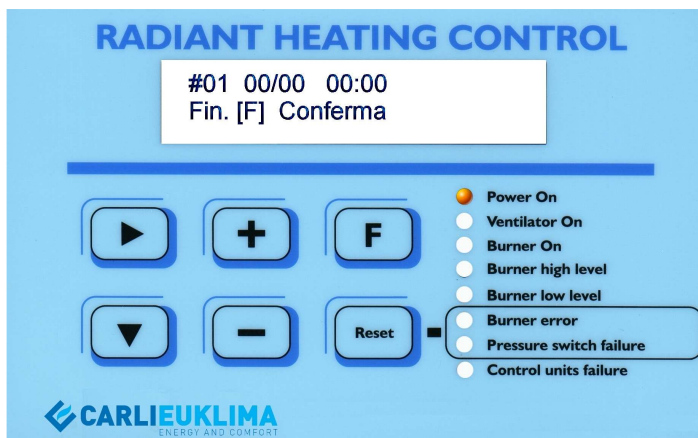 RADIANT HEATING CONTROL
#01 00/00 00:00
Fin. [F] Conferma
F
Reset
Power On
Ventilator On
Burner On
Burner high level
Burner low level
Burner error
Pressure switch failure
Control units failure
CARLIEUKLIMA
ENERGY AND COMFORT